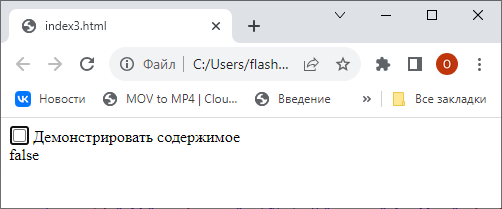 index3.html
Файл C:/Users/flash... O
Новости MOV to MP4 | Clou... Введение » Все закладки
Демонстрировать содержимое
false